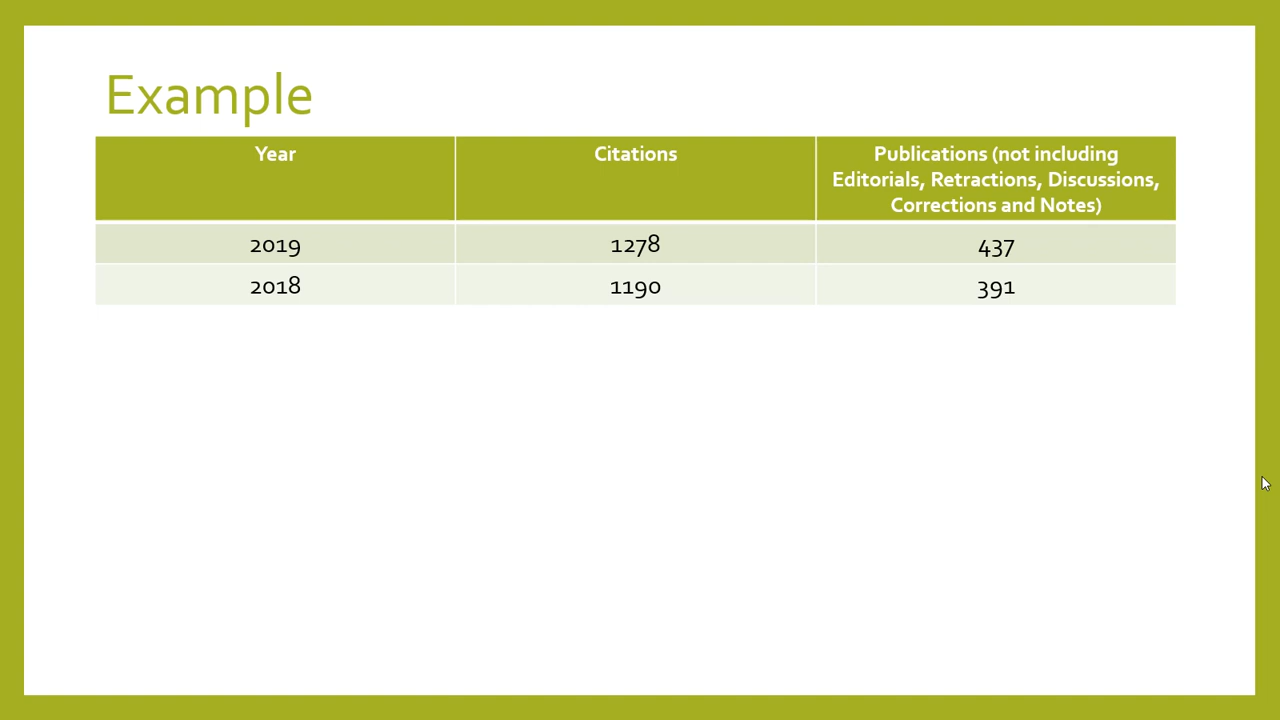 Example
Year
Citations
Publications (not including
Editorials, Retractions, Discussions,
Corrections and Notes)
2019
1278
437
2018
1190
391